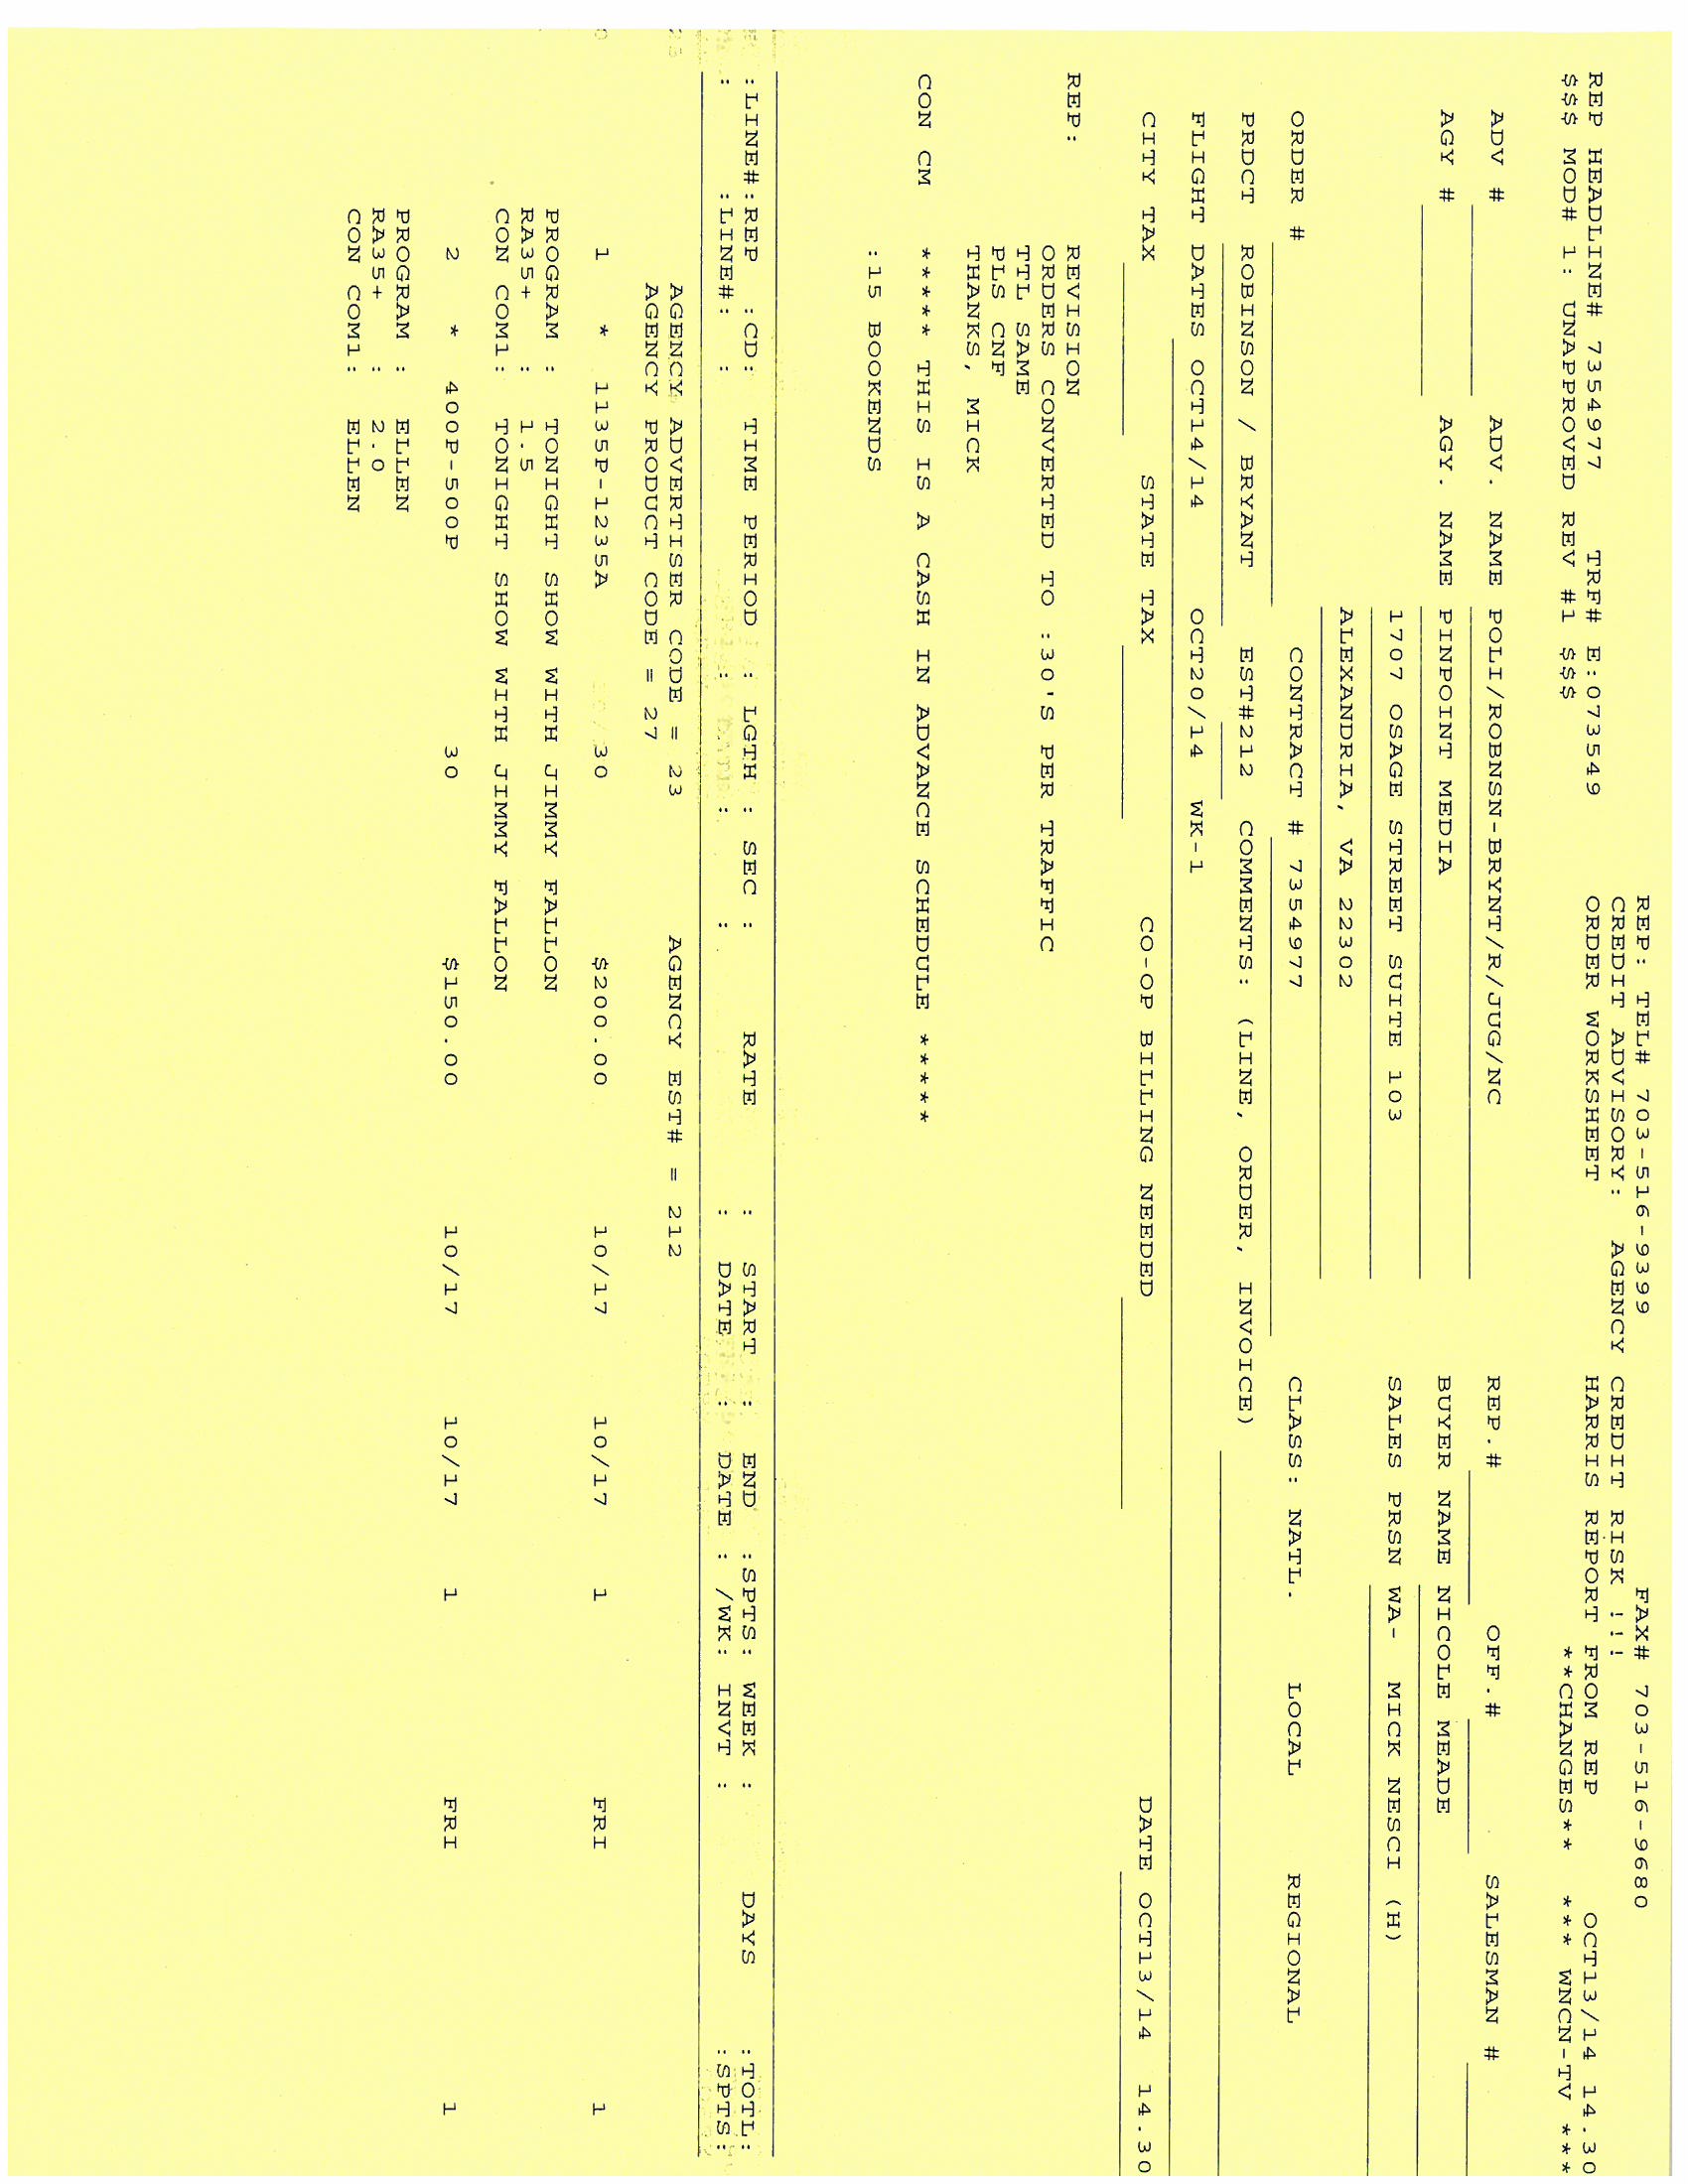 REP: TEL# 703-516-9399 FAX# 703-516-9680
CREDIT ADVISORY: AGENCY CREDIT RISK !!!
ORDER WORKSHEET HARRIS REPORT FROM REP OCT13/14 14.30
REP HEADLINE# 7354977 TRF# E:073549
$$$ MOD# 1: UNAPPROVED REV #1 $$$ **CHANGES** *** WNCN-TV ***
ADV # ADV. NAME POLI/ROBNSN-BRYNT/R/JUG/NC REP.# OFF.# SALESMAN #
AGY # AGY. NAME PINPOINT MEDIA BUYER NAME NICOLE MEADE
1707 OSAGE STREET SUITE 103 SALES PRSN WA- MICK NESCI (H)
ALEXANDRIA, VA 22302
ORDER # CONTRACT # 7354977 CLASS: NATL. LOCAL REGIONAL
PRDCT ROBINSON / BRYANT EST#212 COMMENTS: (LINE, ORDER, INVOICE)
FLIGHT DATES OCT14/14 OCT20/14 WK-1
CITY TAX STATE TAX CO-OP BILLING NEEDED DATE OCT13/14 14.30
REP: REVISION
ORDERS CONVERTED TO :30'S PER TRAFFIC
TTL SAME
PLS CNF
THANKS, MICK
CON CM ***** THIS IS A CASH IN ADVANCE SCHEDULE *****
:15 BOOKENDS
:LINE#:REP :CD: TIME PERIOD : LGTH : SEC : RATE : START : END :SPTS: WEEK : DAYS :TOTL:
: :LINE#: : : : : : DATE : DATE : /WK: INVT : :SPTS:
AGENCY ADVERTISER CODE = 23 AGENCY EST# = 212
AGENCY PRODUCT CODE = 27
1 * 1135P-1235A 30 $200.00 10/17 10/17 1 FRI 1
PROGRAM : TONIGHT SHOW WITH JIMMY FALLON
RA35+ : 1.5
CON COM1: TONIGHT SHOW WITH JIMMY FALLON
2 * 400P-500P 30 $150.00 10/17 10/17 1 FRI 1
PROGRAM : ELLEN
RA35+ : 2.0
CON COM1: ELLEN